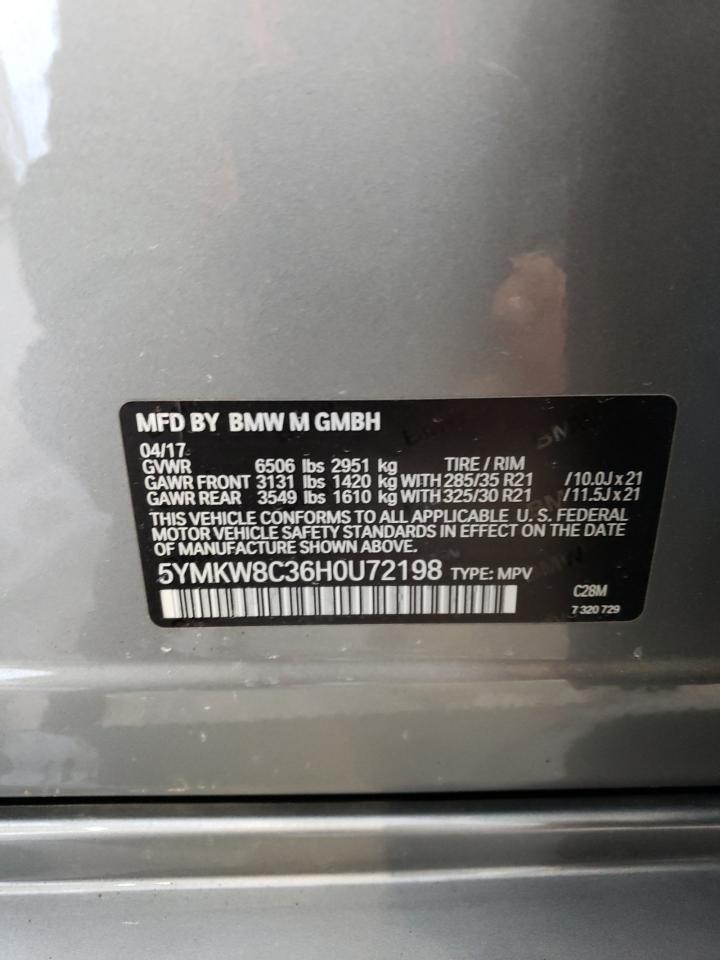 MFD BY BMW M GMBH
04/17
GVWR 6506 lbs 2951 kg TIRE / RIM
GAWR FRONT 3131 lbs 1420 kg WITH 285/35 R21 /10.0J x 21
GAWR REAR 3549 lbs 1610 kg WITH 325/30 R21 /11.5J x 21
THIS VEHICLE CONFORMS TO ALL APPLICABLE U. S. FEDERAL
MOTOR VEHICLE SAFETY STANDARDS IN EFFECT ON THE DATE
OF MANUFACTURE SHOWN ABOVE.
5YMKW8C36H0U72198 TYPE: MPV
C28M
7 320 729